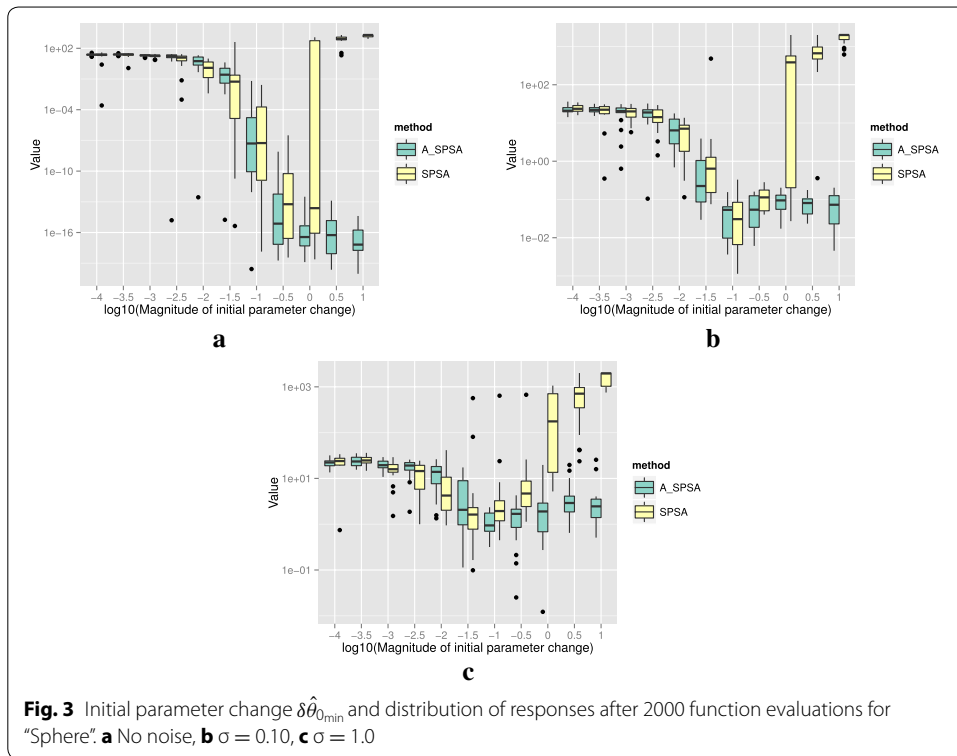 1e+02
1e−04
1e−10
1e−16
Value
−4 −3.5 −3 −2.5 −2 −1.5 −1 −0.5 0 0.5 1
log10(Magnitude of initial parameter change)
method
A_SPSA
SPSA
a
1e+02
1e+00
1e−02
Value
−4 −3.5 −3 −2.5 −2 −1.5 −1 −0.5 0 0.5 1
log10(Magnitude of initial parameter change)
method
A_SPSA
SPSA
b
1e+03
1e+01
1e−01
Value
−4 −3.5 −3 −2.5 −2 −1.5 −1 −0.5 0 0.5 1
log10(Magnitude of initial parameter change)
method
A_SPSA
SPSA
c
Fig. 3 Initial parameter change δθ̂0min and distribution of responses after 2000 function evaluations for
“Sphere”. a No noise, b σ = 0.10, c σ = 1.0